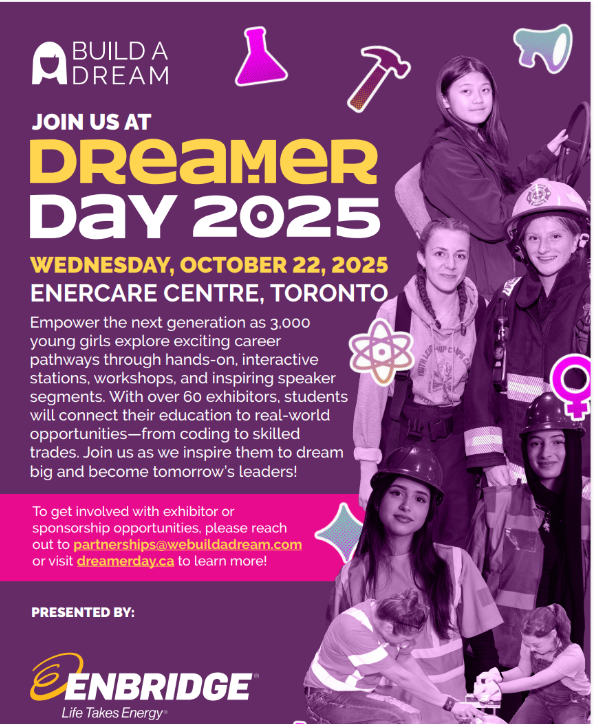 BUILD A
DREAM
JOIN US AT
DREAMER
DAY 2025
WEDNESDAY, OCTOBER 22, 2025
ENERCARE CENTRE, TORONTO
Empower the next generation as 3,000
young girls explore exciting career
pathways through hands-on, interactive
stations, workshops, and inspiring speaker
segments. With over 60 exhibitors, students
will connect their education to real-world
opportunities—from coding to skilled
trades. Join us as we inspire them to dream
big and become tomorrow's leaders!
To get involved with exhibitor or
sponsorship opportunities, please reach
out to partnerships@webuildadream.com
or visit dreamerday.ca to learn more!
PRESENTED BY:
ENBRIDGE®
Life Takes Energy®